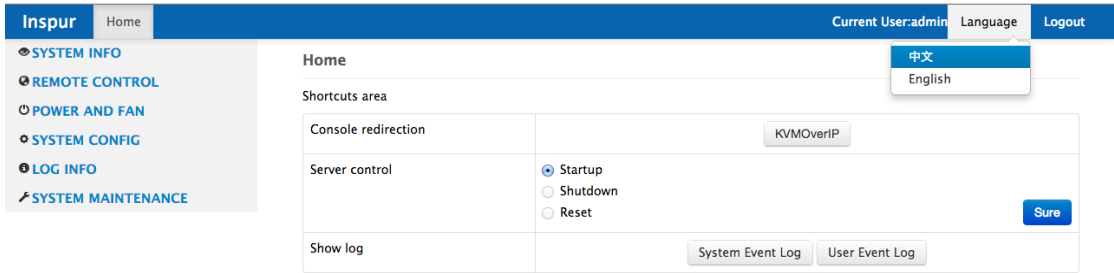 Inspur Home Current User:admin Language Logout
中文
English
SYSTEM INFO
REMOTE CONTROL
POWER AND FAN
SYSTEM CONFIG
LOG INFO
SYSTEM MAINTENANCE
Home
Shortcuts area
Console redirection KVMOverIP
Server control Startup
Shutdown
Reset
Sure
Show log System Event Log User Event Log